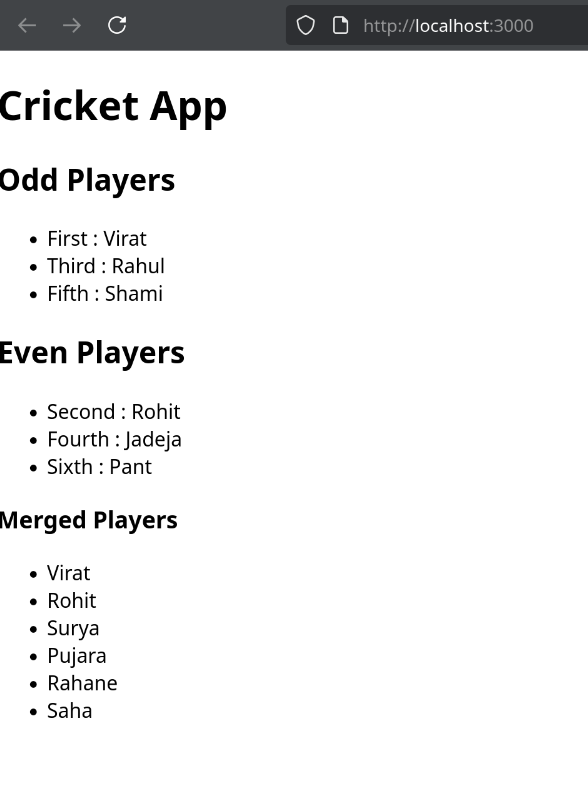 http://localhost:3000
Cricket App
Odd Players
First : Virat
Third : Rahul
Fifth : Shami
Even Players
Second : Rohit
Fourth : Jadeja
Sixth : Pant
Merged Players
Virat
Rohit
Surya
Pujara
Rahane
Saha